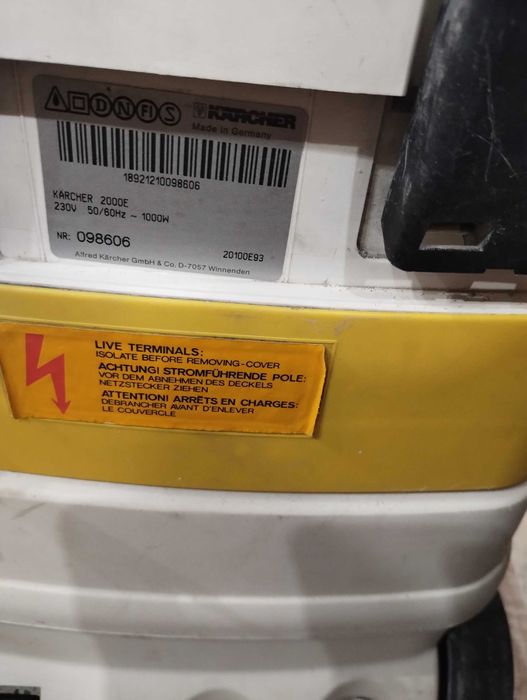 D N FI S KÄRCHER
Made in Germany
18921210098606
KÄRCHER 2000E
230V 50/60Hz ~ 1000W
NR: 098606
20100E93
Alfred Kärcher GmbH & Co. D-7057 Winnenden
LIVE TERMINALS:
ISOLATE BEFORE REMOVING-COVER
ACHTUNG! STROMFÜHRENDE POLE:
VOR DEM ABNEHMEN DES DECKELS
NETZSTECKER ZIEHEN
ATTENTION! ARRÊTS EN CHARGES:
DEBRANCHER AVANT D'ENLEVER
LE COUVERCLE